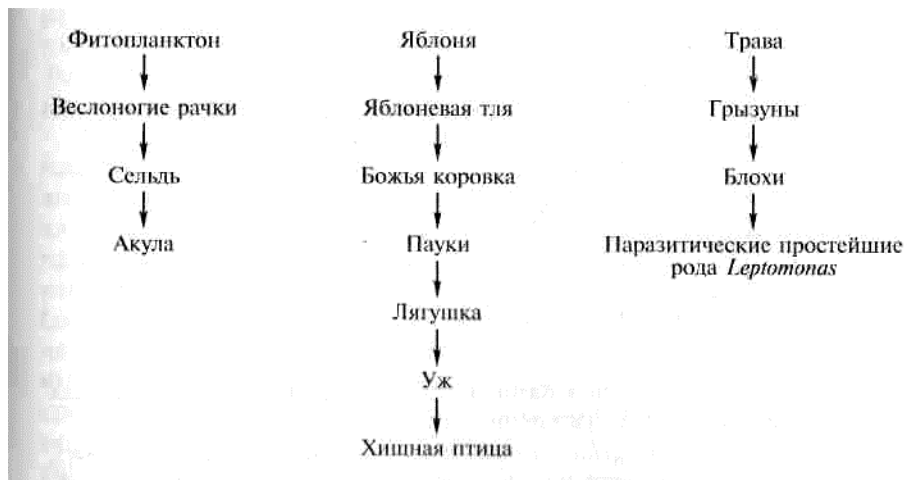 Фитопланктон
Веслоногие рачки
Сельдь
Акула
Яблоня
Яблоневая тля
Божья коровка
Пауки
Лягушка
Уж
Хищная птица
Трава
Грызуны
Блохи
Паразитические простейшие
рода Leptomonas